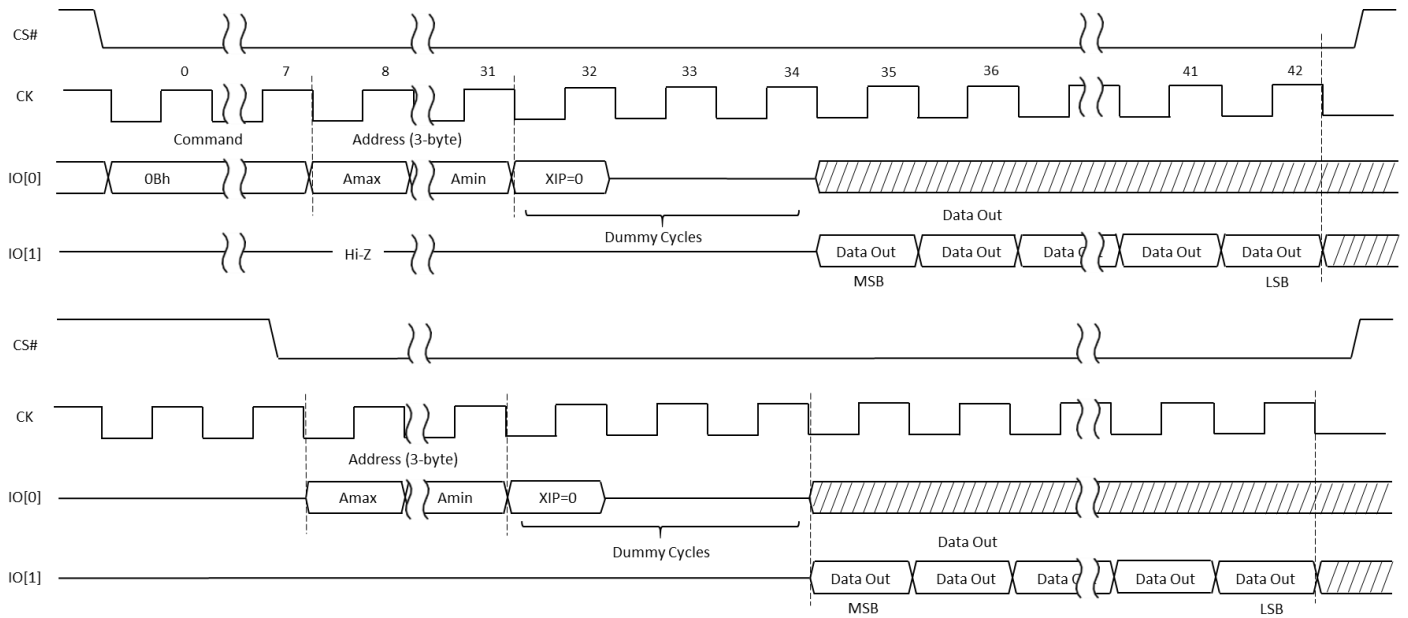 CS#
0 7 8 31 32 33 34 35 36 41 42
CK
Command Address (3-byte)
IO[0] 0Bh Amax Amin XIP=0
Data Out
Dummy Cycles
IO[1] Hi-Z Data Out Data Out Data Data Out Data Out
MSB LSB
CS#
CK
Address (3-byte)
IO[0] Amax Amin XIP=0
Data Out
Dummy Cycles
IO[1] Data Out Data Out Data Data Out Data Out
MSB LSB